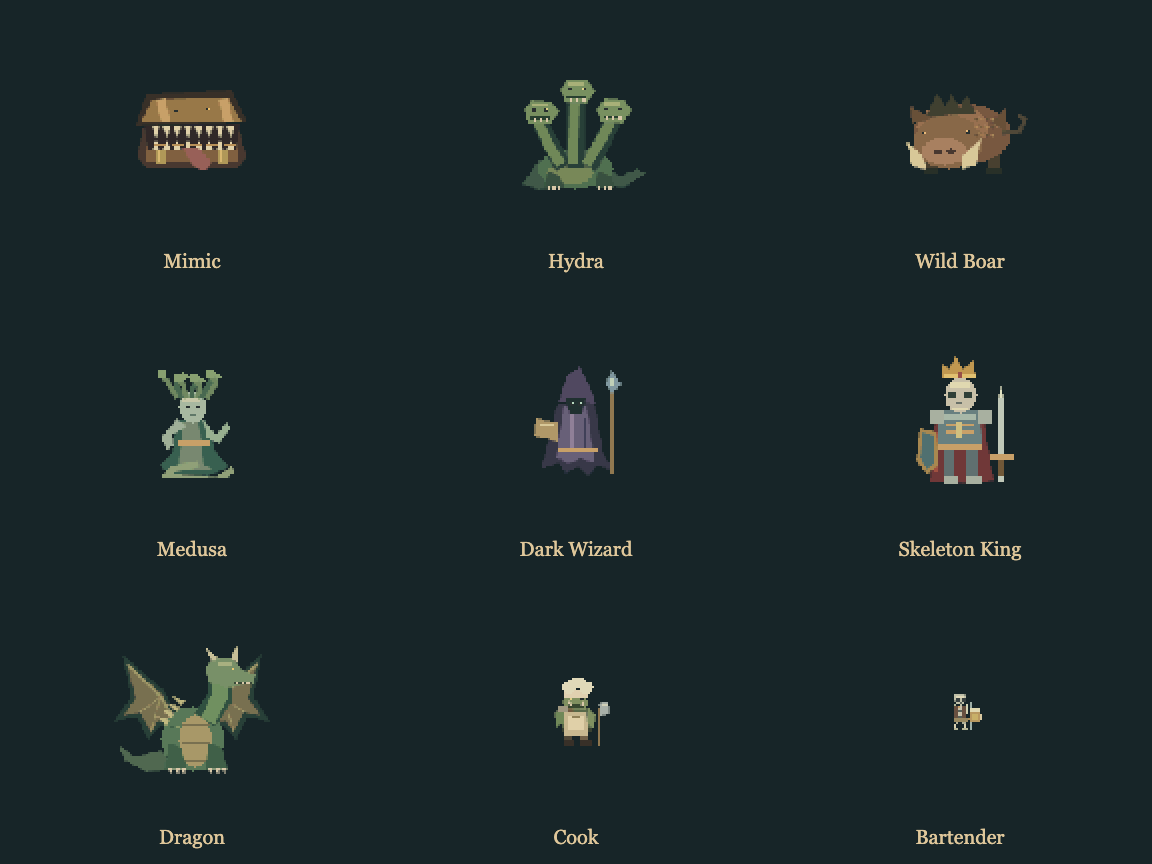 Mimic
Hydra
Wild Boar
Medusa
Dark Wizard
Skeleton King
Dragon
Cook
Bartender